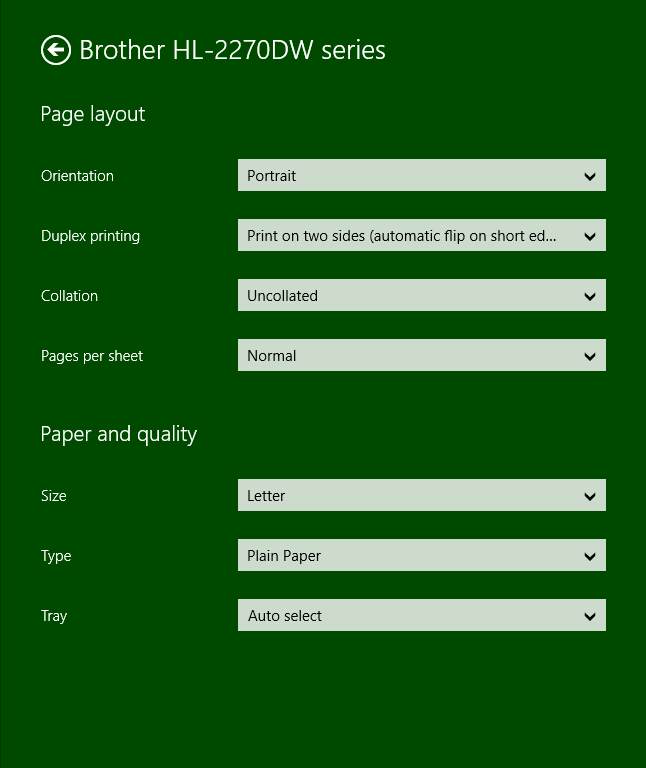 Brother HL-2270DW series
Page layout
Orientation Portrait
Duplex printing Print on two sides (automatic flip on short ed...
Collation Uncollated
Pages per sheet Normal
Paper and quality
Size Letter
Type Plain Paper
Tray Auto select